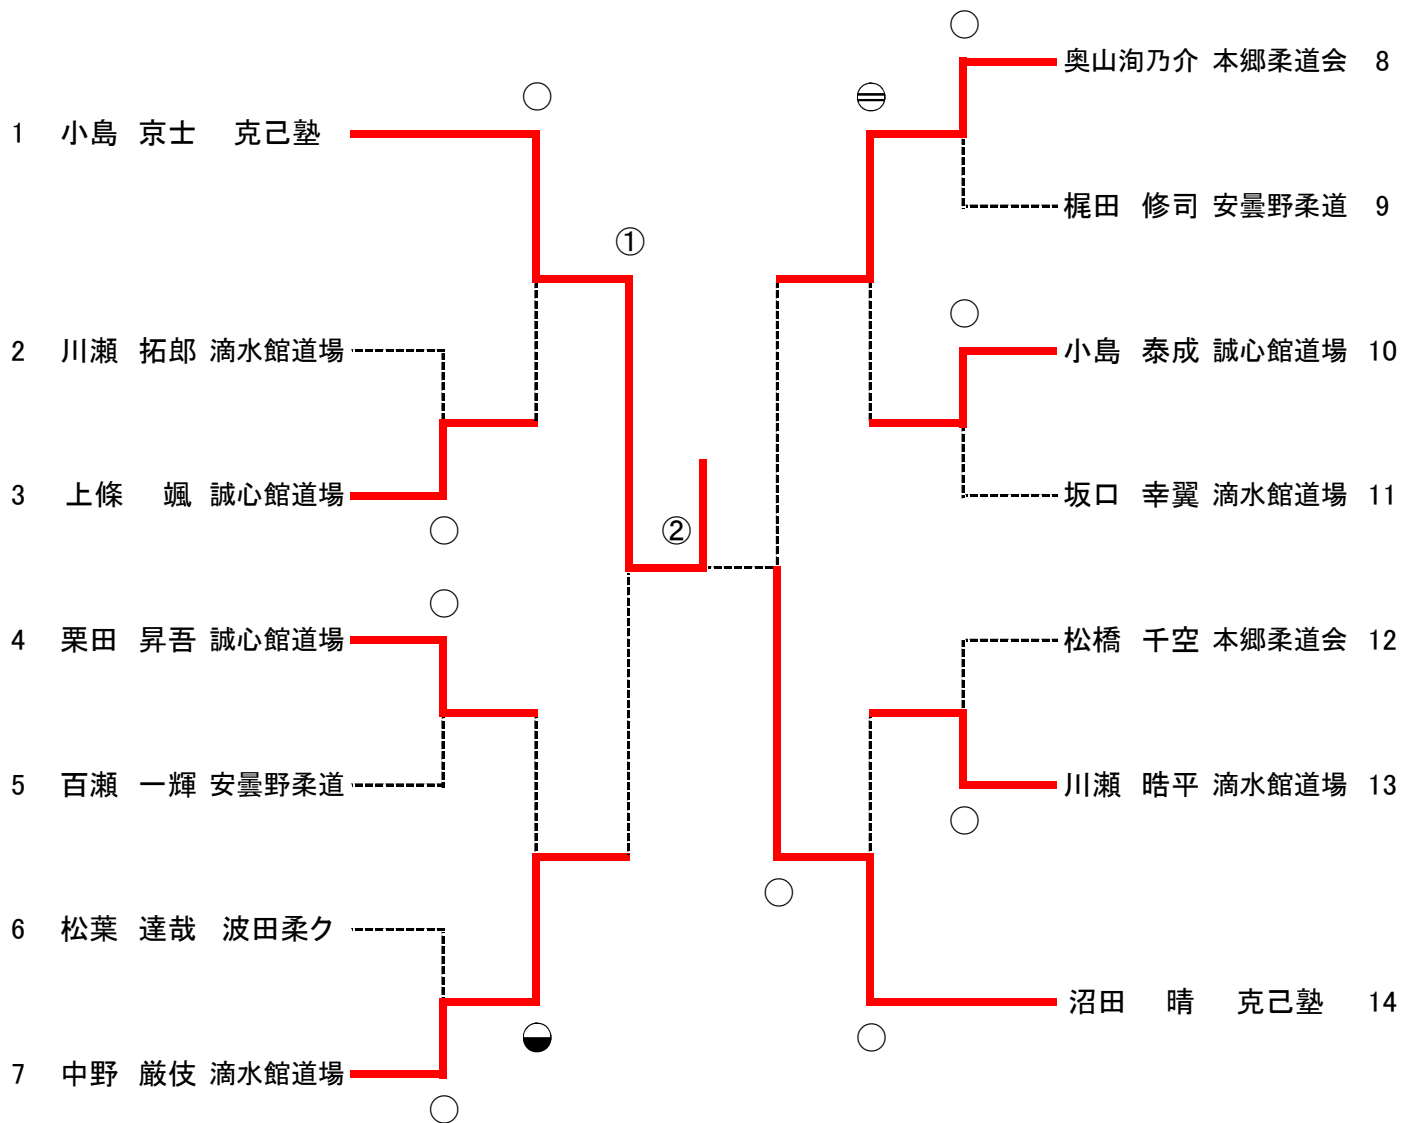 1 小島 京士 克己塾
2 川瀬 拓郎 滴水館道場
3 上條 颯 誠心館道場
4 栗田 昇吾 誠心館道場
5 百瀬 一輝 安曇野柔道
6 松葉 達哉 波田柔ク
7 中野 厳伎 滴水館道場
①
②
奥山洵乃介 本郷柔道会 8
梶田 修司 安曇野柔道 9
小島 泰成 誠心館道場 10
坂口 幸翼 滴水館道場 11
松橋 千空 本郷柔道会 12
川瀬 晧平 滴水館道場 13
沼田 晴 克己塾 14